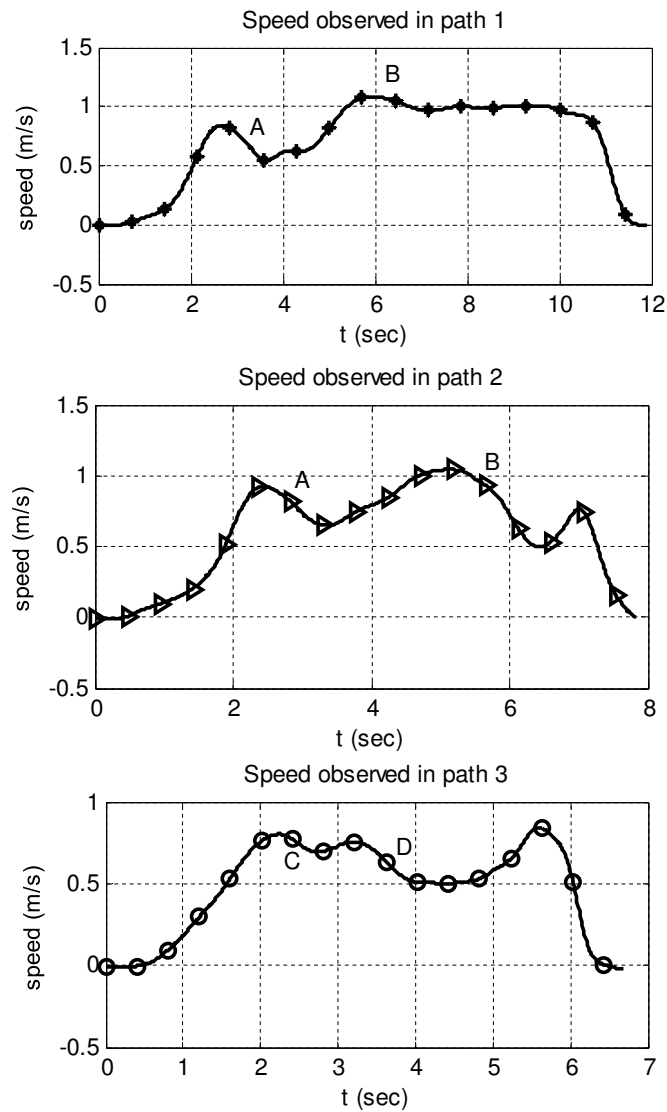 Speed observed in path 1
1.5
1
0.5
0
-0.5
speed (m/s)
A
B
0 2 4 6 8 10 12
t (sec)
Speed observed in path 2
1.5
1
0.5
0
-0.5
speed (m/s)
A
B
0 2 4 6 8
t (sec)
Speed observed in path 3
1
0.5
0
-0.5
speed (m/s)
C
D
0 1 2 3 4 5 6 7
t (sec)